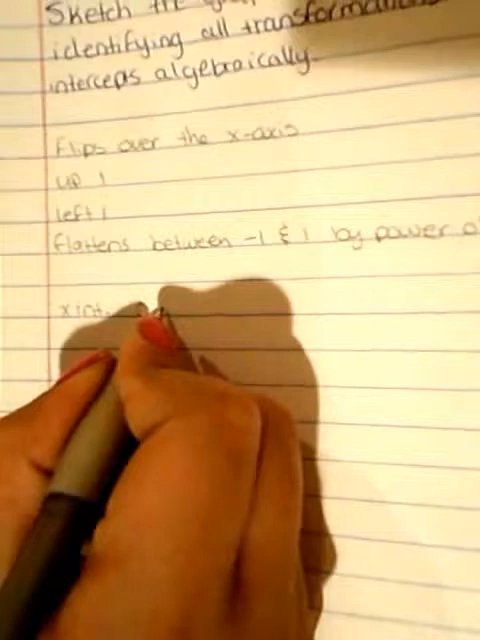 Sketch the
identifying all transformations
intercepts algebraically.
flips over the x-axis
up 1
left 1
flattens between -1 & 1 by power
x int.